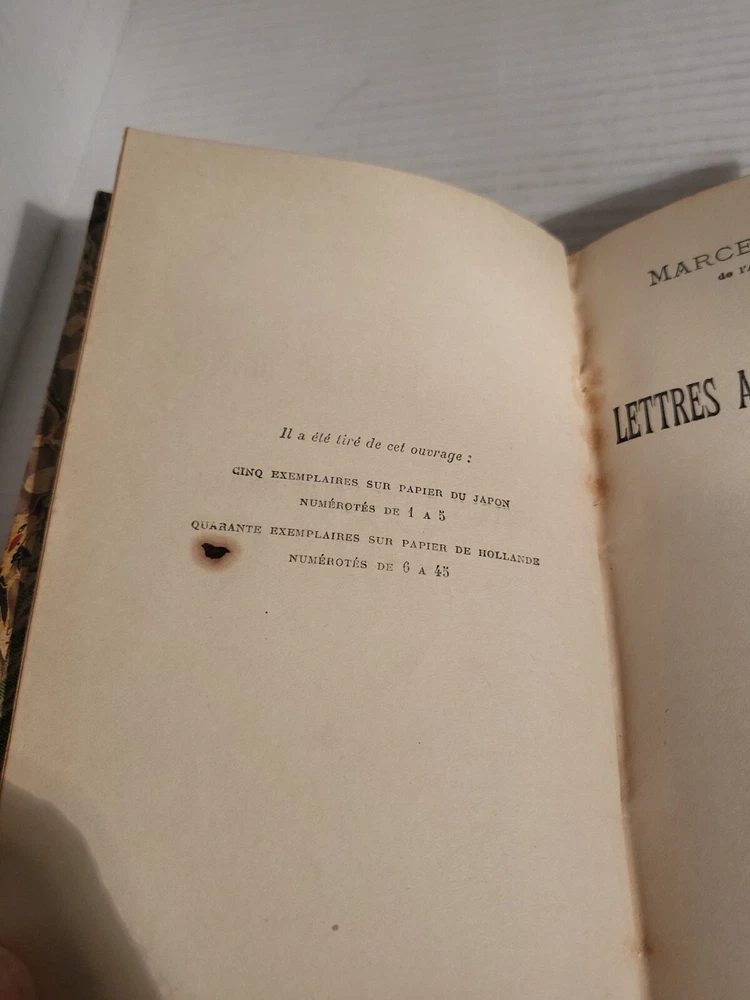 Il a été tiré de cet ouvrage :
CINQ EXEMPLAIRES SUR PAPIER DU JAPON
NUMÉROTÉS DE 1 A 5
QUARANTE EXEMPLAIRES SUR PAPIER DE HOLLANDE
NUMÉROTÉS DE 6 A 45
MARCE
de l'A
LETTRES A